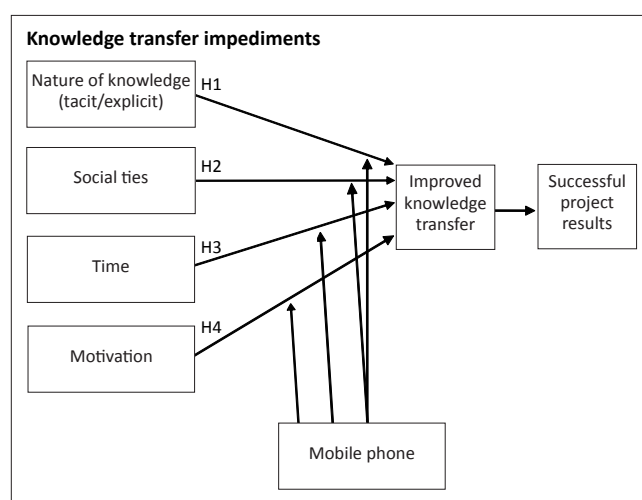 Knowledge transfer impediments
Nature of knowledge
(tacit/explicit)
H1
Social ties
H2
Time
H3
Motivation
H4
Improved
knowledge
transfer
Successful
project
results
Mobile phone